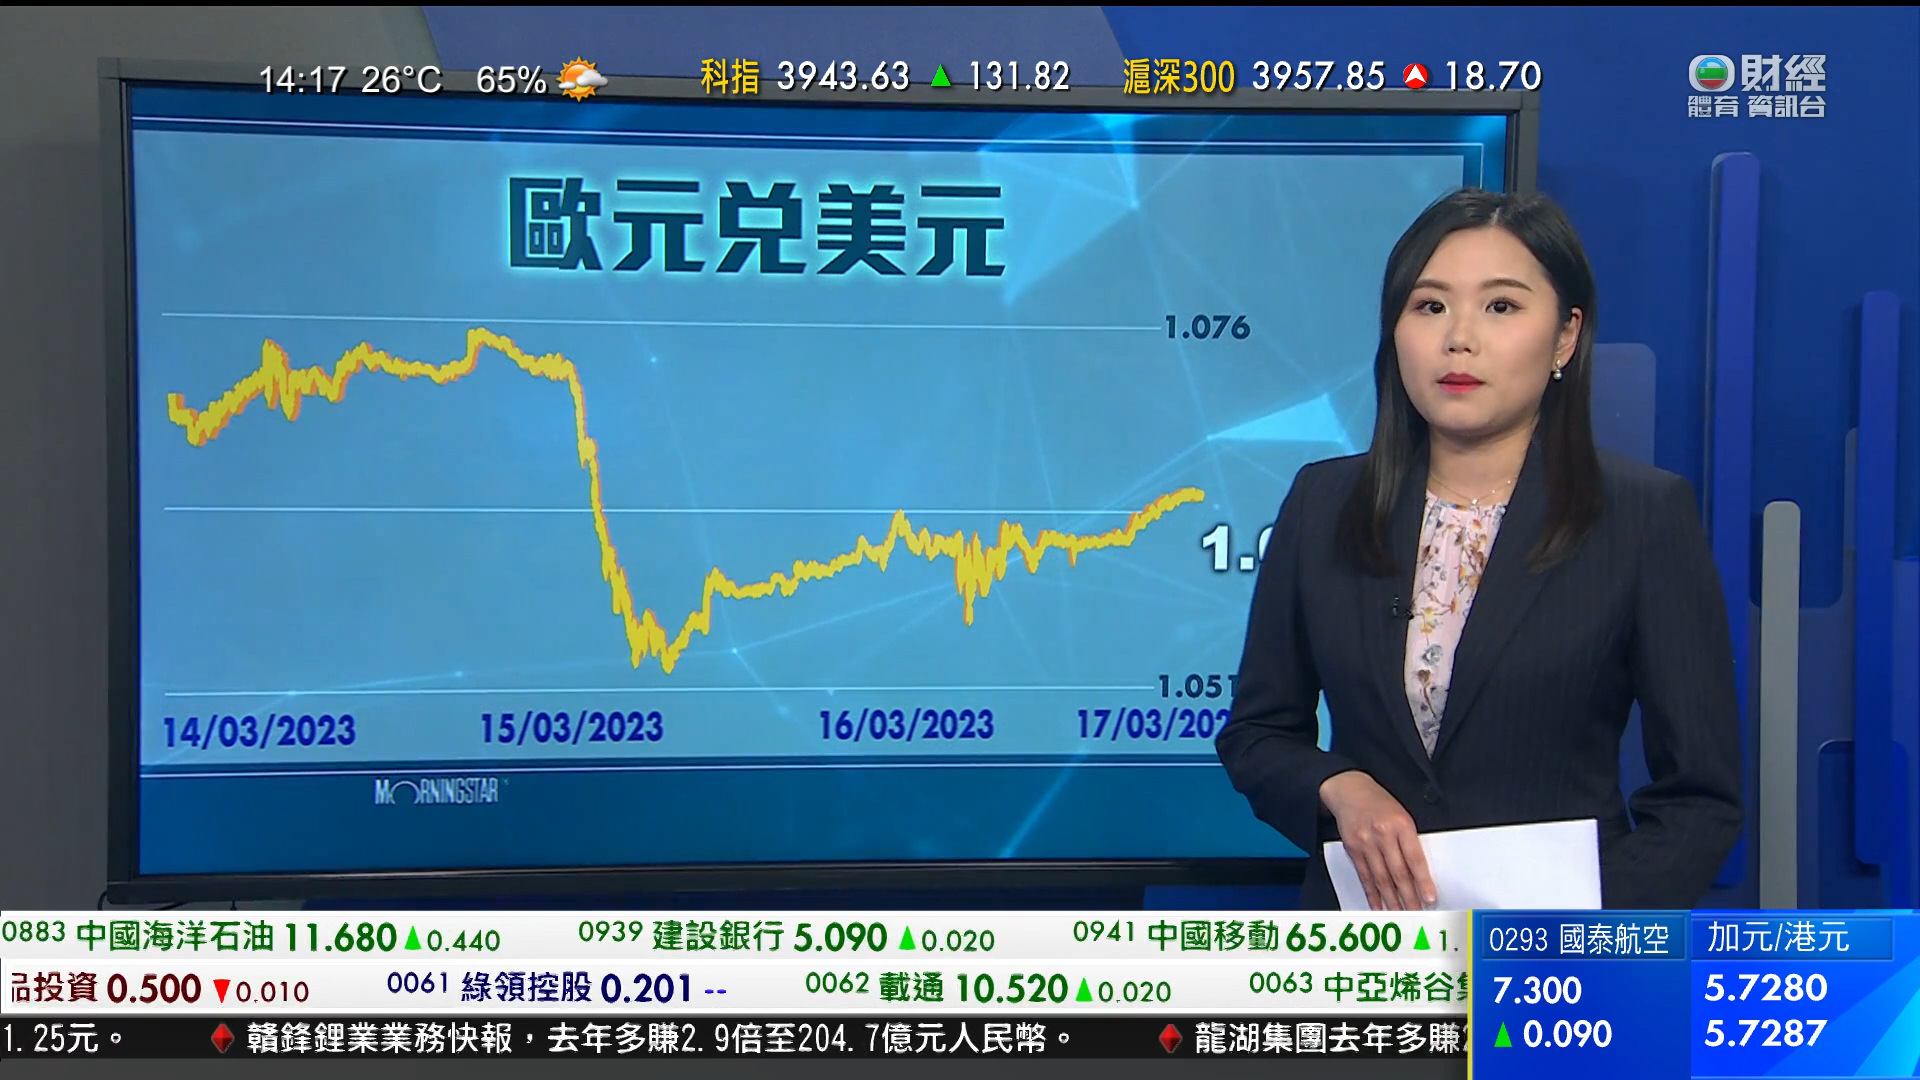 14:17 26°C 65% 科指 3943.63 ▲ 131.82 滬深300 3957.85 18.70
財經
體育 資訊台
歐元兌美元
1.076
1.
1.051
14/03/2023 15/03/2023 16/03/2023 17/03/202
MORNINGSTAR
0883 中國海洋石油 11.680 ▲ 0.440 0939 建設銀行 5.090 ▲ 0.020 0941 中國移動 65.600 ▲ 1.
品投資 0.500 ▼ 0.010 0061 綠領控股 0.201 -- 0062 載通 10.520 ▲ 0.020 0063 中亞烯谷集
1.25元。 贛鋒鋰業業務快報，去年多賺2.9倍至204.7億元人民幣。 龍湖集團去年多賺
0293 國泰航空
7.300
▲ 0.090
加元/港元
5.7280
5.7287